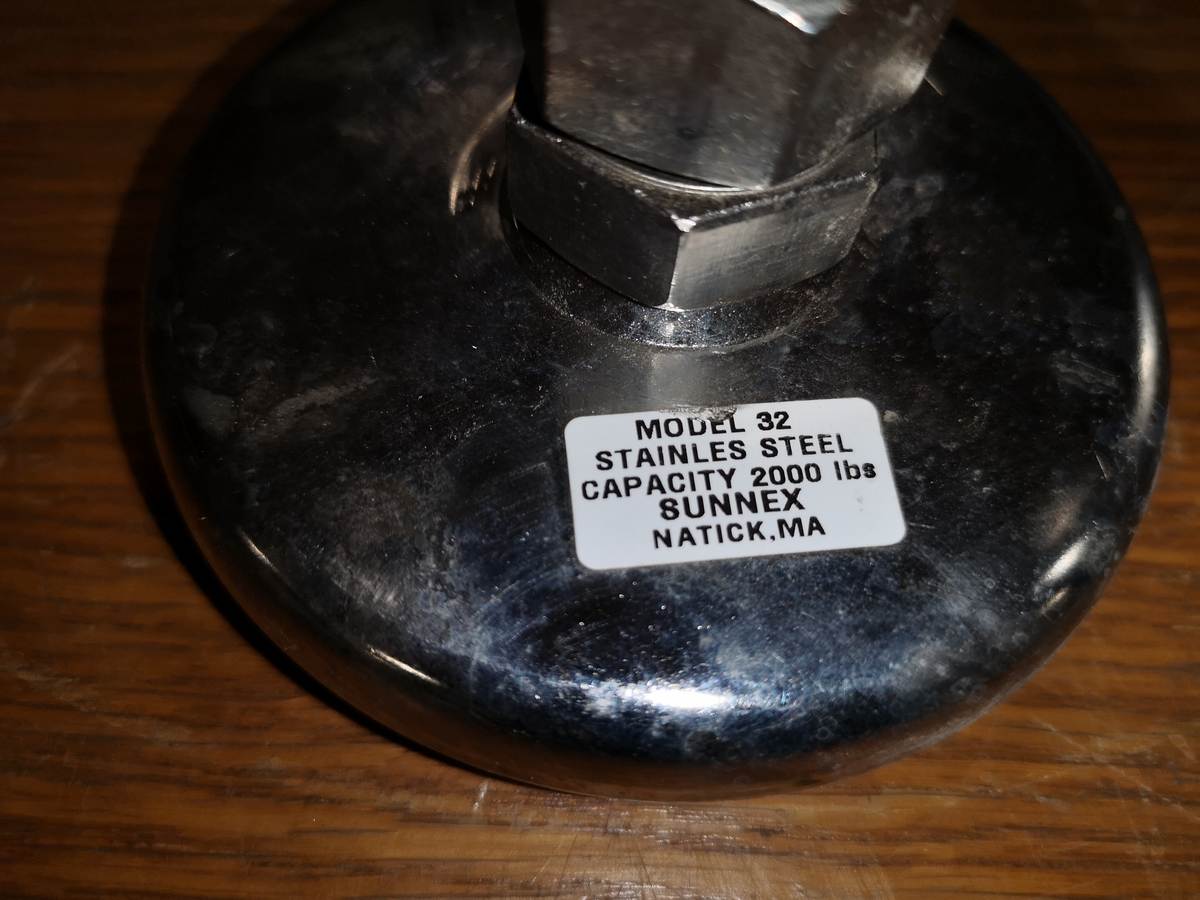 MODEL 32
STAINLES STEEL
CAPACITY 2000 lbs
SUNNEX
NATICK,MA